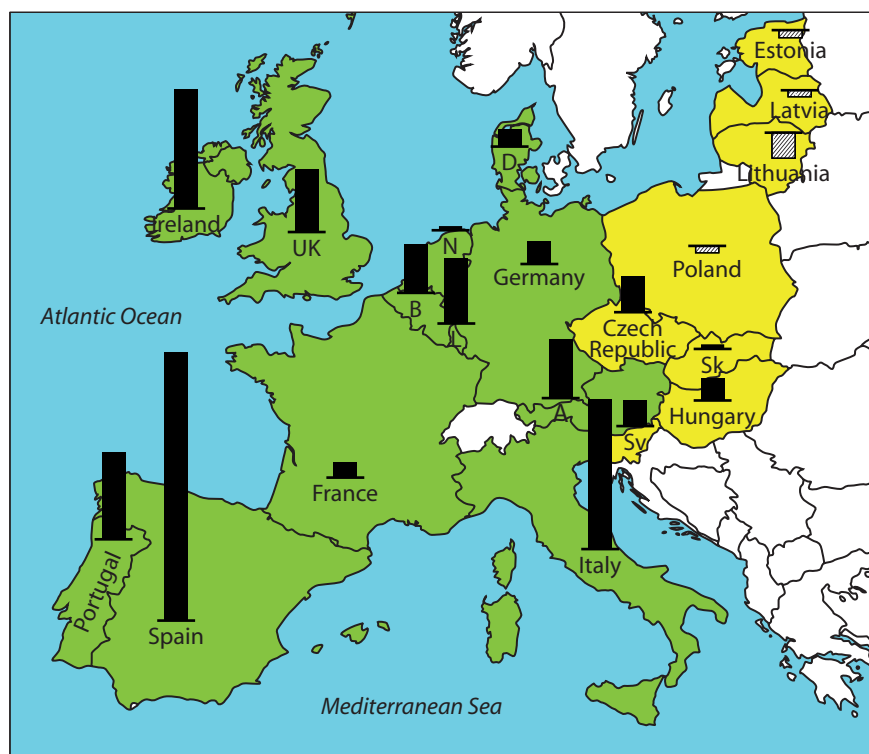 Estonia
Latvia
Lithuania
D
Ireland
UK
N
Germany
Poland
B
L
Czech
Republic
Atlantic Ocean
Sk
A
Hungary
Sv
France
Italy
Portugal
Spain
Mediterranean Sea